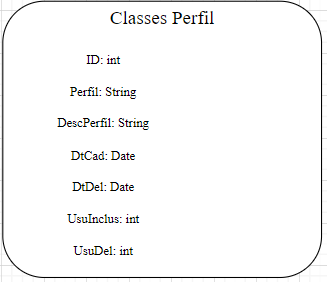 Classes Perfil
ID: int
Perfil: String
DescPerfil: String
DtCad: Date
DtDel: Date
UsuInclus: int
UsuDel: int